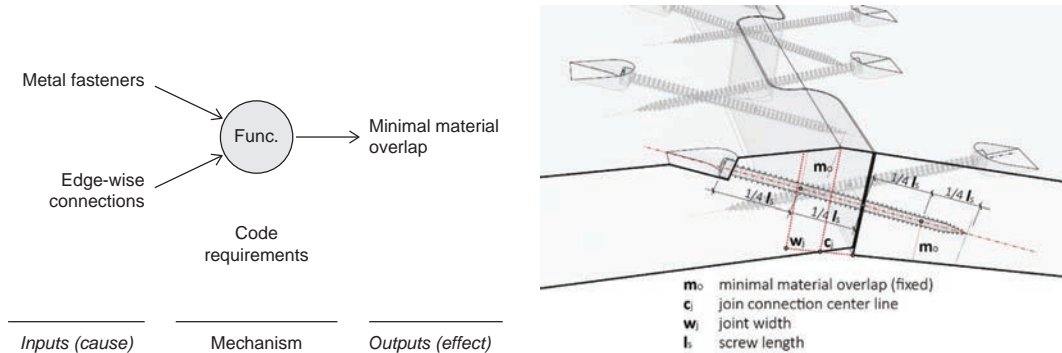 Metal fasteners
Func.
Minimal material
overlap
Edge-wise
connections
Code
requirements
Inputs (cause)
Mechanism
Outputs (effect)
mo
1/4 ls
1/4 ls
1/4 ls
1/4 ls
wj
cj
mo
mo minimal material overlap (fixed)
cj join connection center line
wj joint width
ls screw length